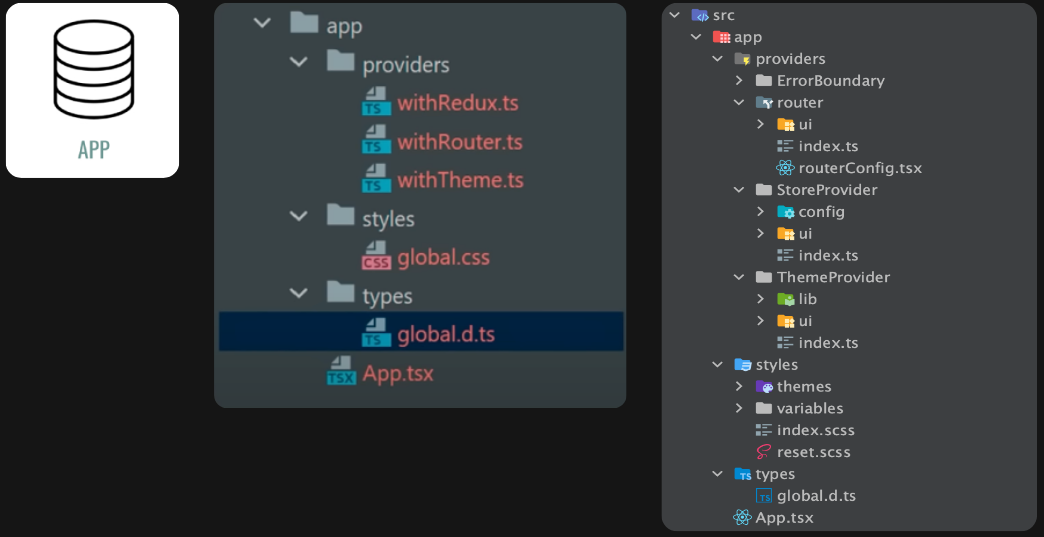 APP
app
providers
TS withRedux.ts
TS withRouter.ts
TS withTheme.ts
styles
CSS global.css
types
TS global.d.ts
TSX App.tsx
src
app
providers
ErrorBoundary
router
ui
index.ts
routerConfig.tsx
StoreProvider
config
ui
index.ts
ThemeProvider
lib
ui
index.ts
styles
themes
variables
index.scss
reset.scss
TS types
TS global.d.ts
App.tsx